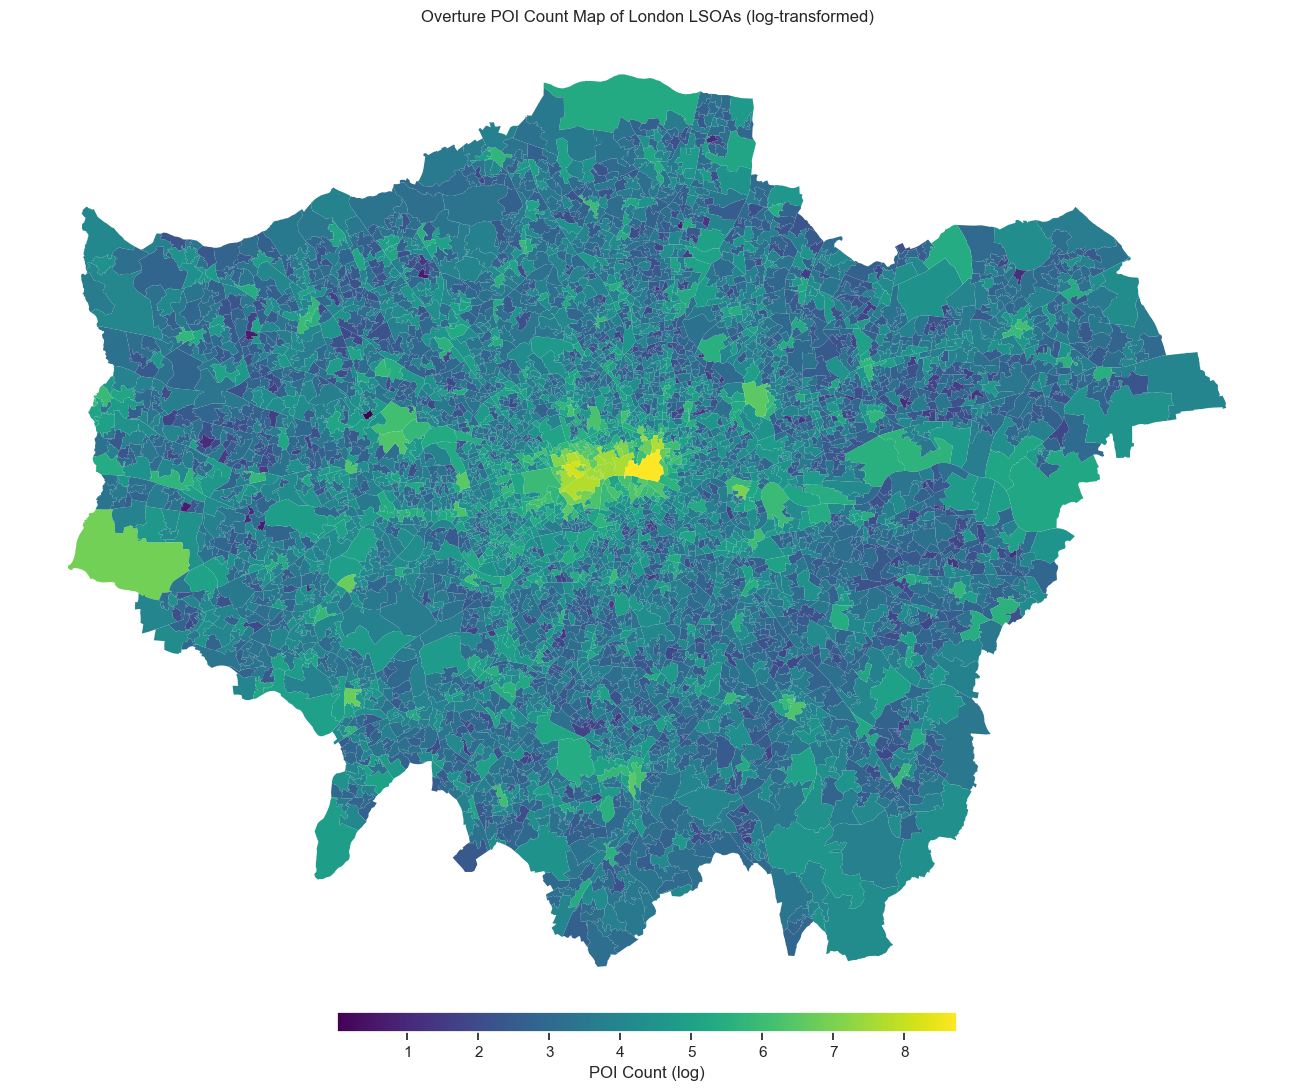 Overture POI Count Map of London LSOAs (log-transformed)
1 2 3 4 5 6 7 8
POI Count (log)